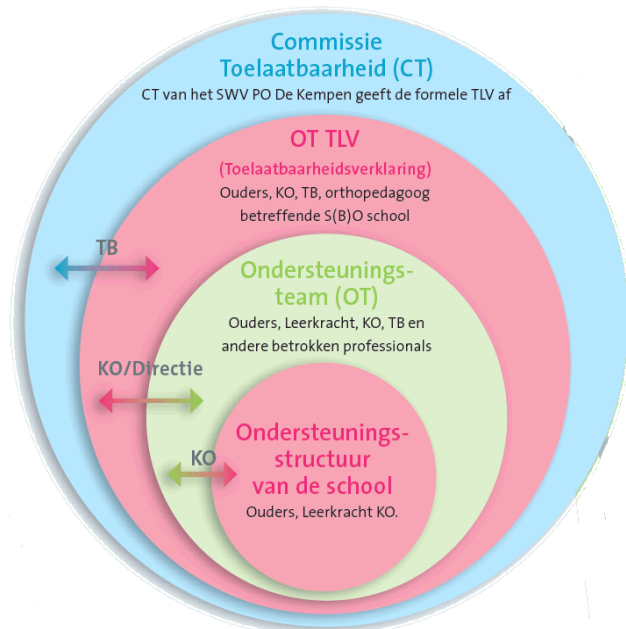 Commissie
Toelaatbaarheid (CT)
CT van het SWV PO De Kempen geeft de formele TLV af
OT TLV
(Toelaatbaarheidsverklaring)
Ouders, KO, TB, orthopedagoog
betreffende S(B)O school
TB
Ondersteunings-
team (OT)
Ouders, Leerkracht, KO, TB en
andere betrokken professionals
KO/Directie
Ondersteunings-
structuur
van de school
Ouders, Leerkracht KO.
KO